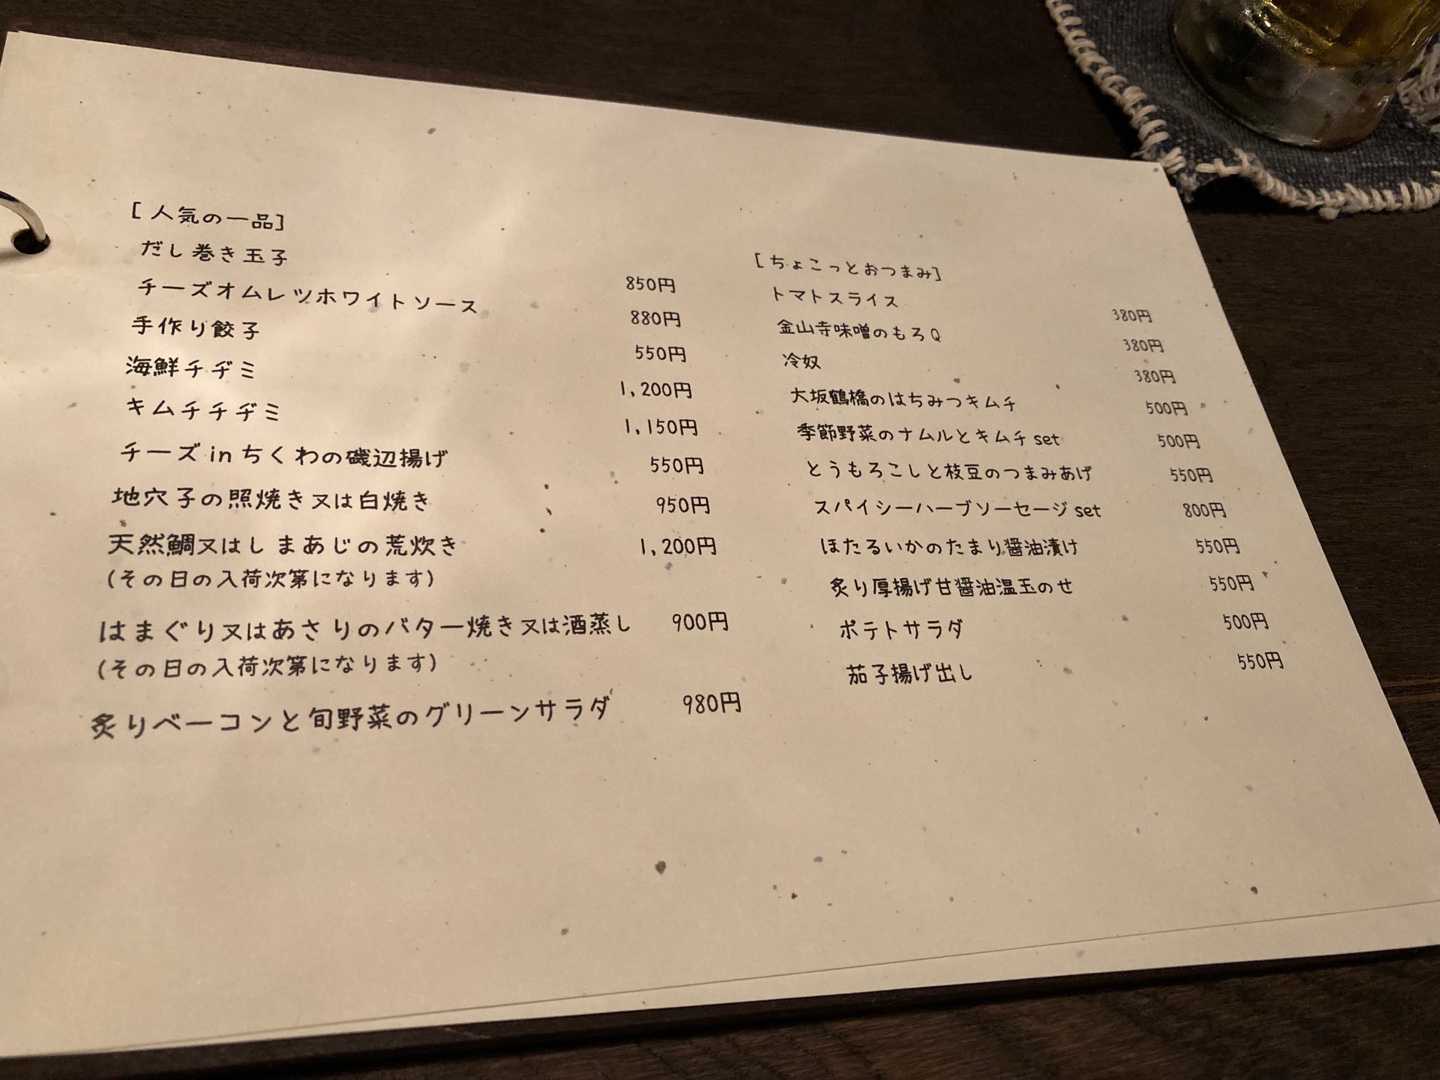 [人気の一品]
だし巻き玉子 850円
チーズオムレツホワイトソース 880円
手作り餃子 550円
海鮮チヂミ 1,200円
キムチチヂミ 1,150円
チーズinちくわの磯辺揚げ 550円
地穴子の照焼き又は白焼き 950円
天然鯛又はしまあじの荒炊き 1,200円
(その日の入荷次第になります)
はまぐり又はあさりのバター焼き又は酒蒸し 900円
(その日の入荷次第になります)
炙りベーコンと旬野菜のグリーンサラダ 980円
[ちょこっとおつまみ]
トマトスライス 380円
金山寺味噌のもろQ 380円
冷奴 380円
大坂鶴橋のはちみつキムチ 500円
季節野菜のナムルとキムチset 500円
とうもろこしと枝豆のつまみあげ 550円
スパイシーハーブソーセージset 800円
ほたるいかのたまり醤油漬け 550円
炙り厚揚げ甘醤油温玉のせ 550円
ポテトサラダ 500円
茄子揚げ出し 550円